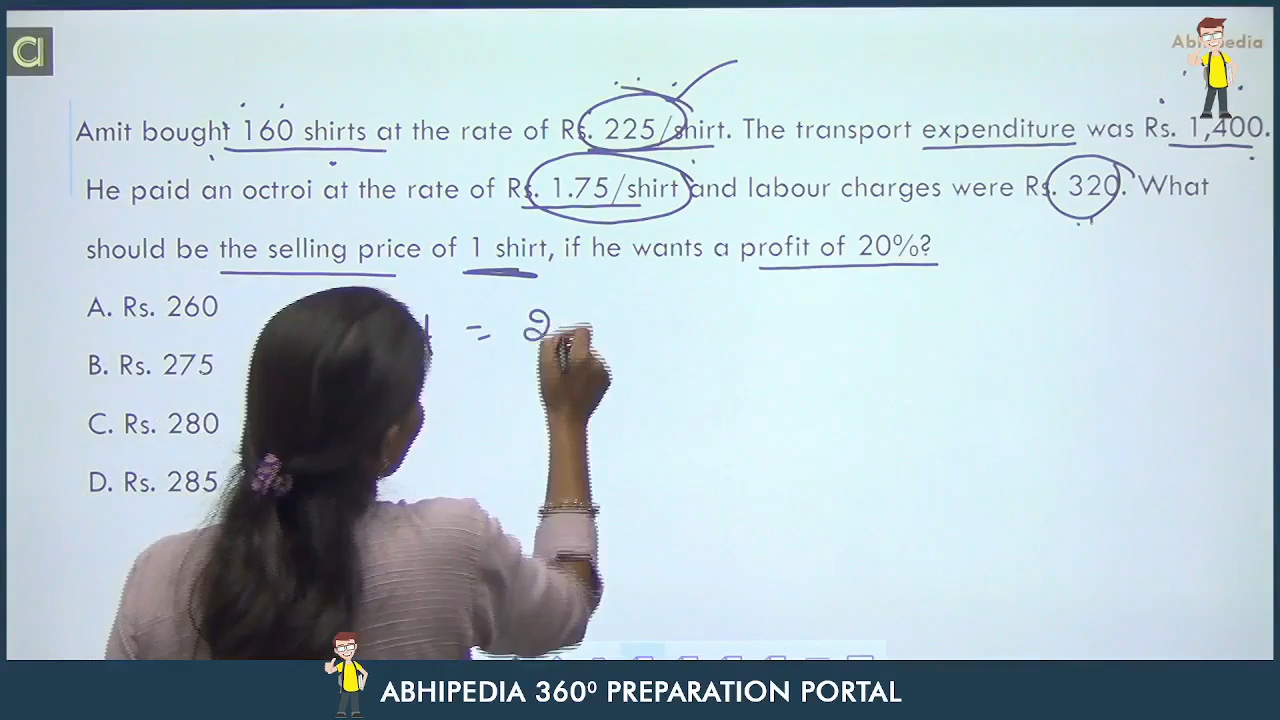 a
Abhipedia
Amit bought 160 shirts at the rate of Rs. 225/shirt. The transport expenditure was Rs. 1,400.
He paid an octroi at the rate of Rs. 1.75/shirt and labour charges were Rs. 320. What
should be the selling price of 1 shirt, if he wants a profit of 20%?
A. Rs. 260
= 2
B. Rs. 275
C. Rs. 280
D. Rs. 285
ABHIPEDIA 360⁰ PREPARATION PORTAL